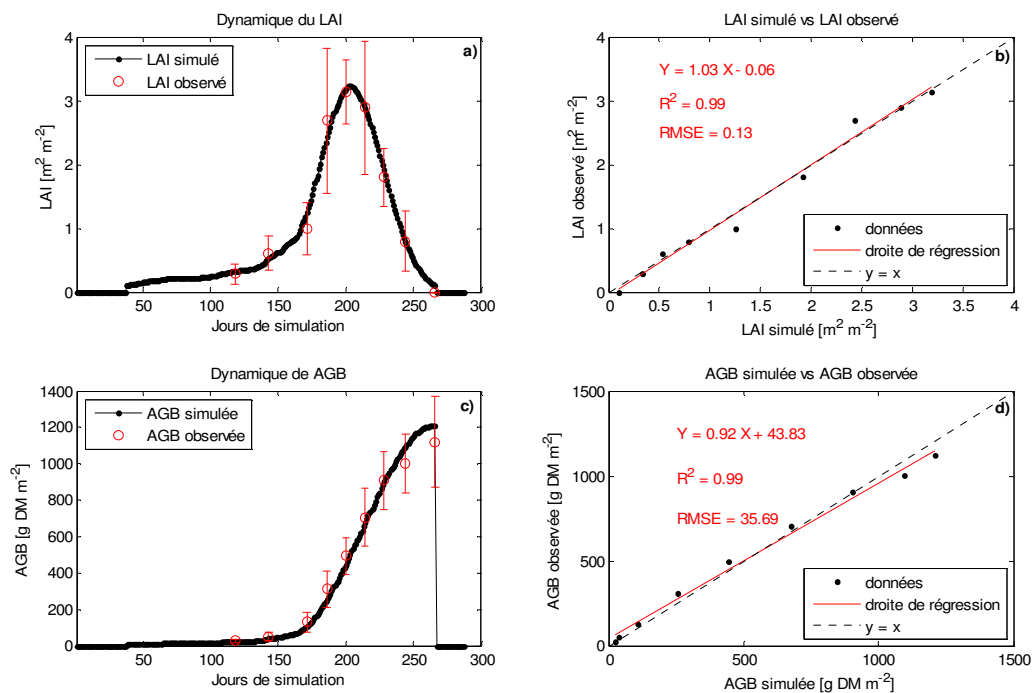 Dynamique du LAI
a)
LAI simulé
LAI observé
LAI [m² m⁻²]
4
3
2
1
0
50 100 150 200 250 300
Jours de simulation
LAI simulé vs LAI observé
b)
Y = 1.03 X - 0.06
R² = 0.99
RMSE = 0.13
données
droite de régression
y = x
LAI observé [m² m⁻²]
4
3
2
1
0
0.5 1 1.5 2 2.5 3 3.5 4
LAI simulé [m² m⁻²]
Dynamique de AGB
c)
AGB simulée
AGB observée
AGB [g DM m⁻²]
1400
1200
1000
800
600
400
200
0
50 100 150 200 250 300
Jours de simulation
AGB simulée vs AGB observée
d)
Y = 0.92 X + 43.83
R² = 0.99
RMSE = 35.69
données
droite de régression
y = x
AGB observée [g DM m⁻²]
1500
1000
500
0
0 500 1000 1500
AGB simulée [g DM m⁻²]